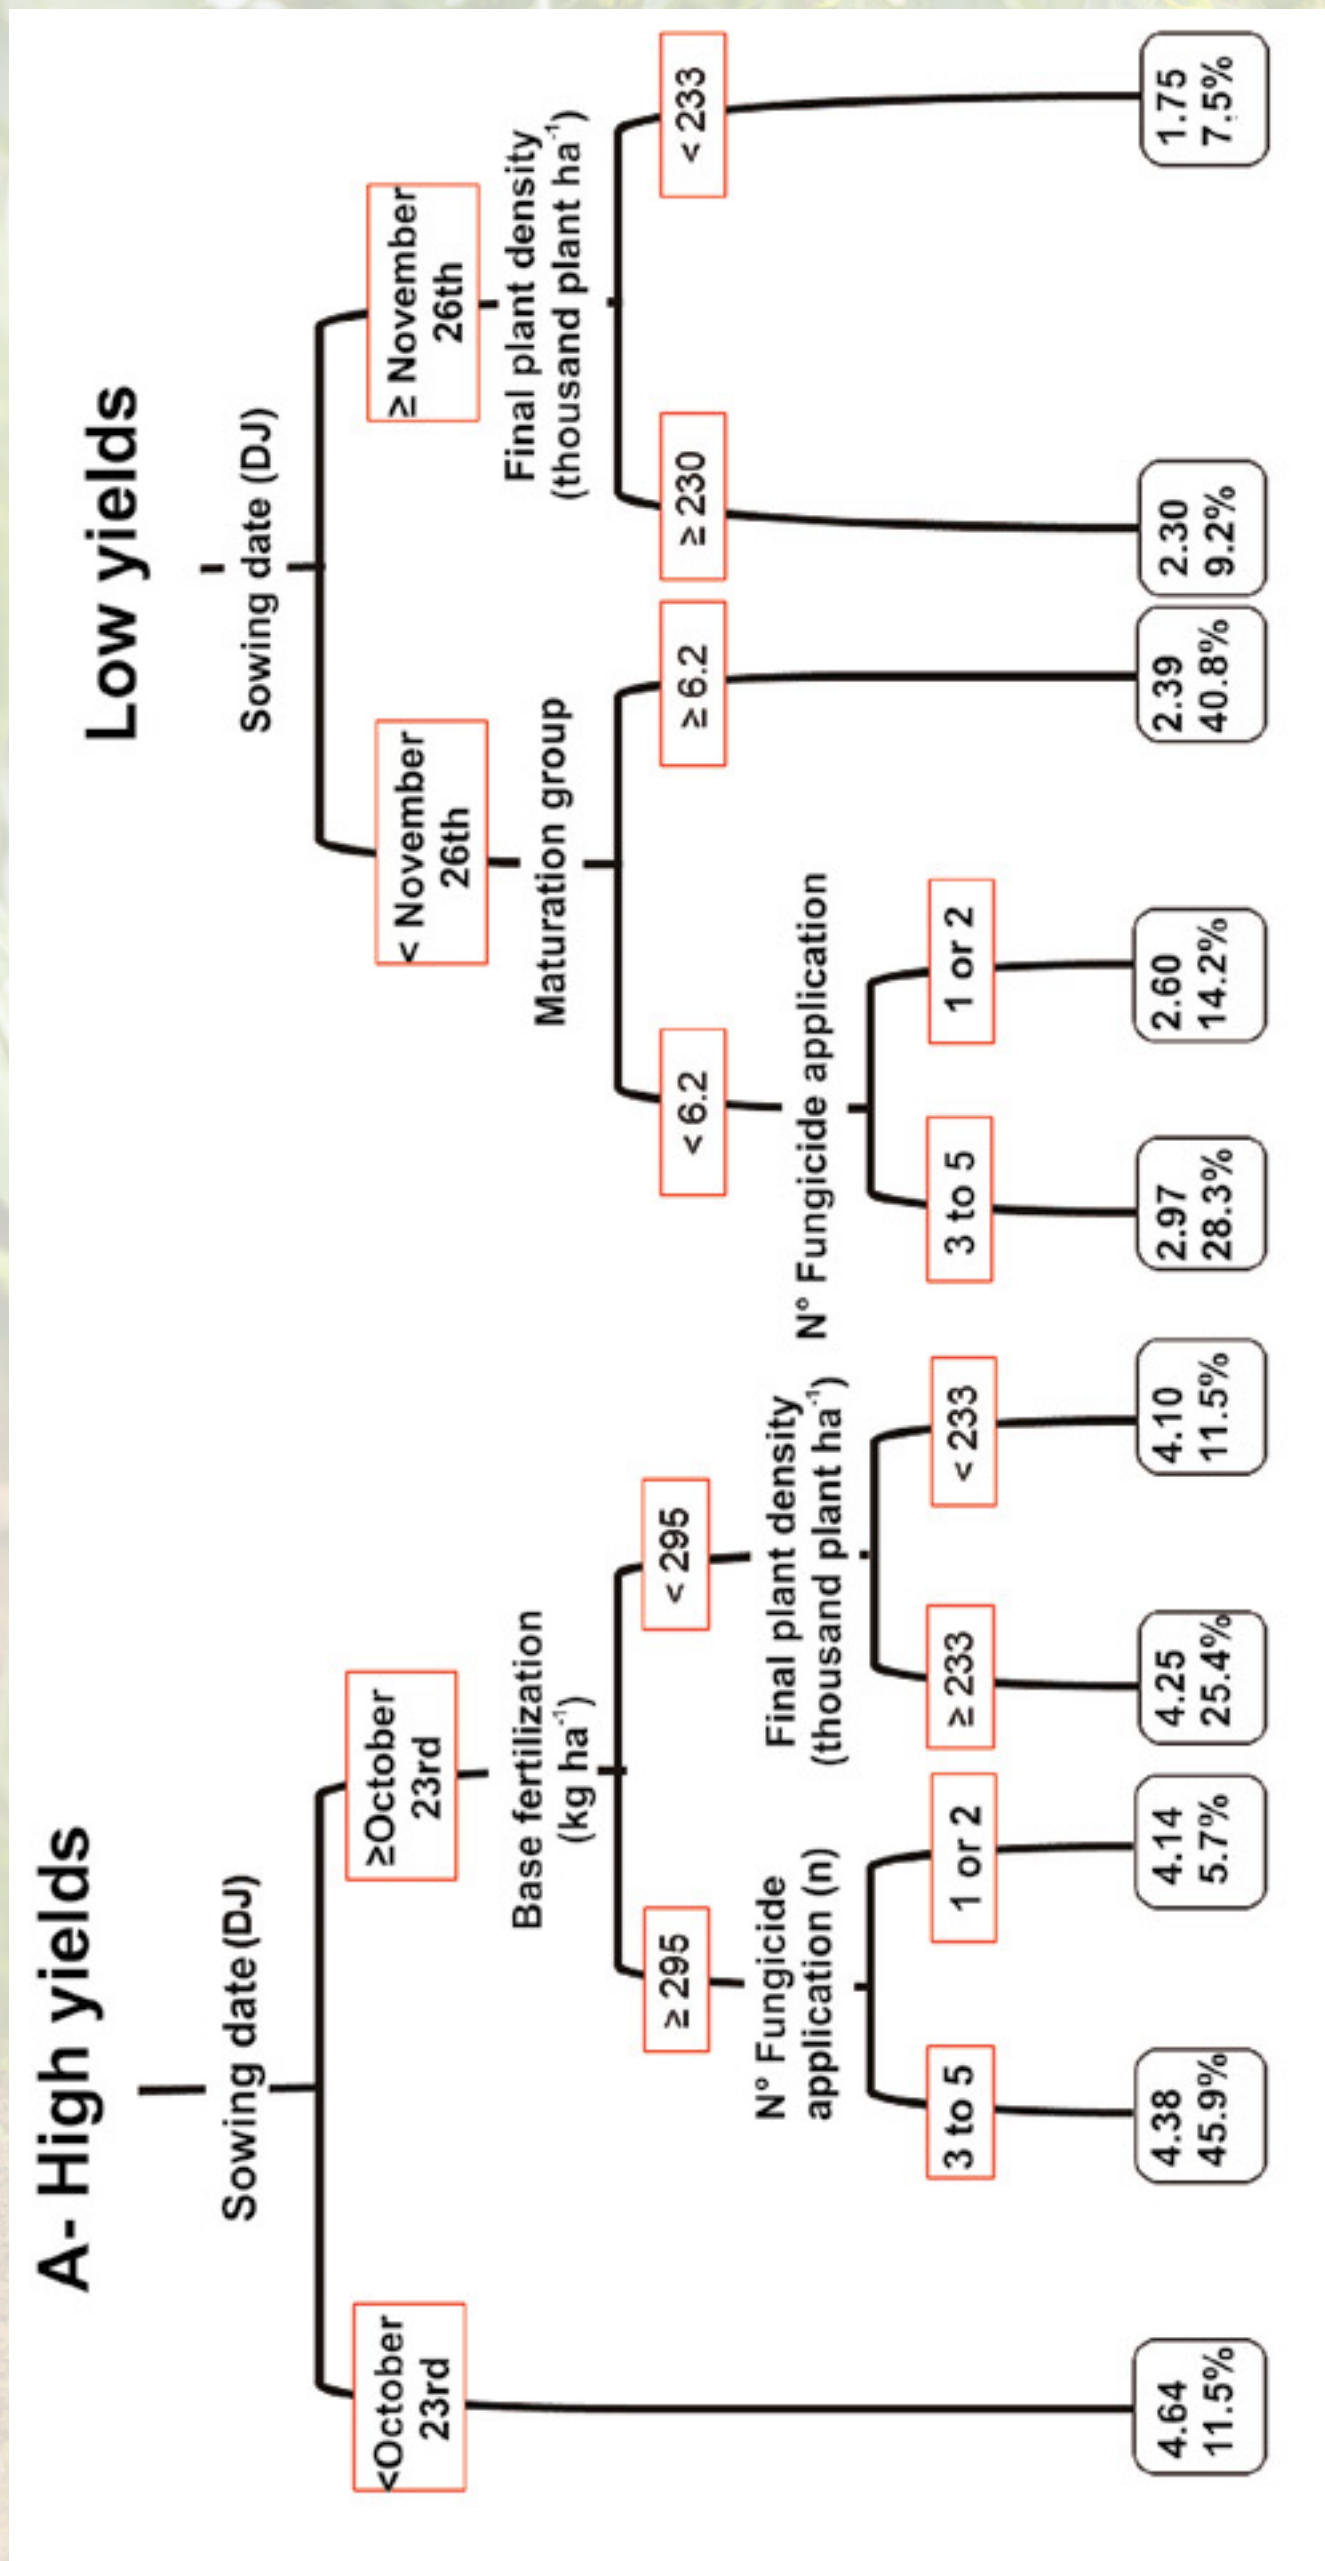 A- High yields
Sowing date (DJ)
<October
23rd
≥October
23rd
Base fertilization
(kg ha⁻¹)
≥ 295
< 295
N° Fungicide
application (n)
Final plant density
(thousand plant ha⁻¹)
3 to 5
1 or 2
≥ 233
< 233
4.64
11.5%
4.38
45.9%
4.14
5.7%
4.25
25.4%
4.10
11.5%
Low yields
Sowing date (DJ)
< November
26th
≥ November
26th
Maturation group
Final plant density
(thousand plant ha⁻¹)
< 6.2
≥ 6.2
≥ 230
< 233
N° Fungicide application
3 to 5
1 or 2
2.97
28.3%
2.60
14.2%
2.39
40.8%
2.30
9.2%
1.75
7.5%